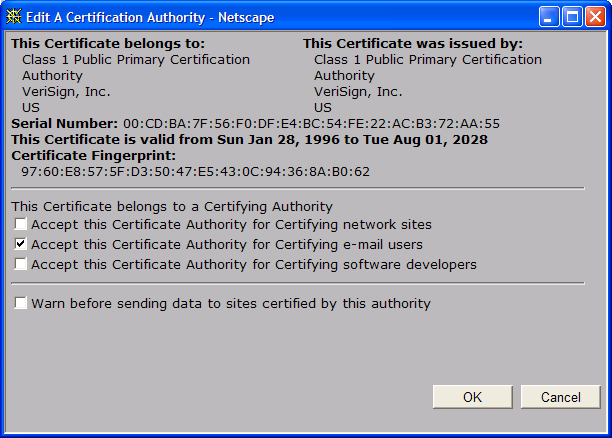 Edit A Certification Authority - Netscape
This Certificate belongs to:
Class 1 Public Primary Certification
Authority
VeriSign, Inc.
US
This Certificate was issued by:
Class 1 Public Primary Certification
Authority
VeriSign, Inc.
US
Serial Number: 00:CD:BA:7F:56:F0:DF:E4:BC:54:FE:22:AC:B3:72:AA:55
This Certificate is valid from Sun Jan 28, 1996 to Tue Aug 01, 2028
Certificate Fingerprint:
97:60:E8:57:5F:D3:50:47:E5:43:0C:94:36:8A:B0:62
This Certificate belongs to a Certifying Authority
Accept this Certificate Authority for Certifying network sites
Accept this Certificate Authority for Certifying e-mail users
Accept this Certificate Authority for Certifying software developers
Warn before sending data to sites certified by this authority
OK
Cancel